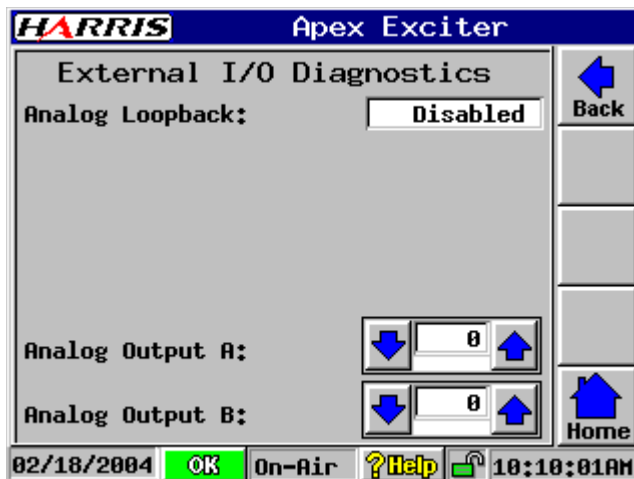 HARRIS Apex Exciter
External I/O Diagnostics
Analog Loopback: Disabled
Back
Analog Output A: 0
Analog Output B: 0
Home
02/18/2004 OK On-Air ?Help 10:10:01AM